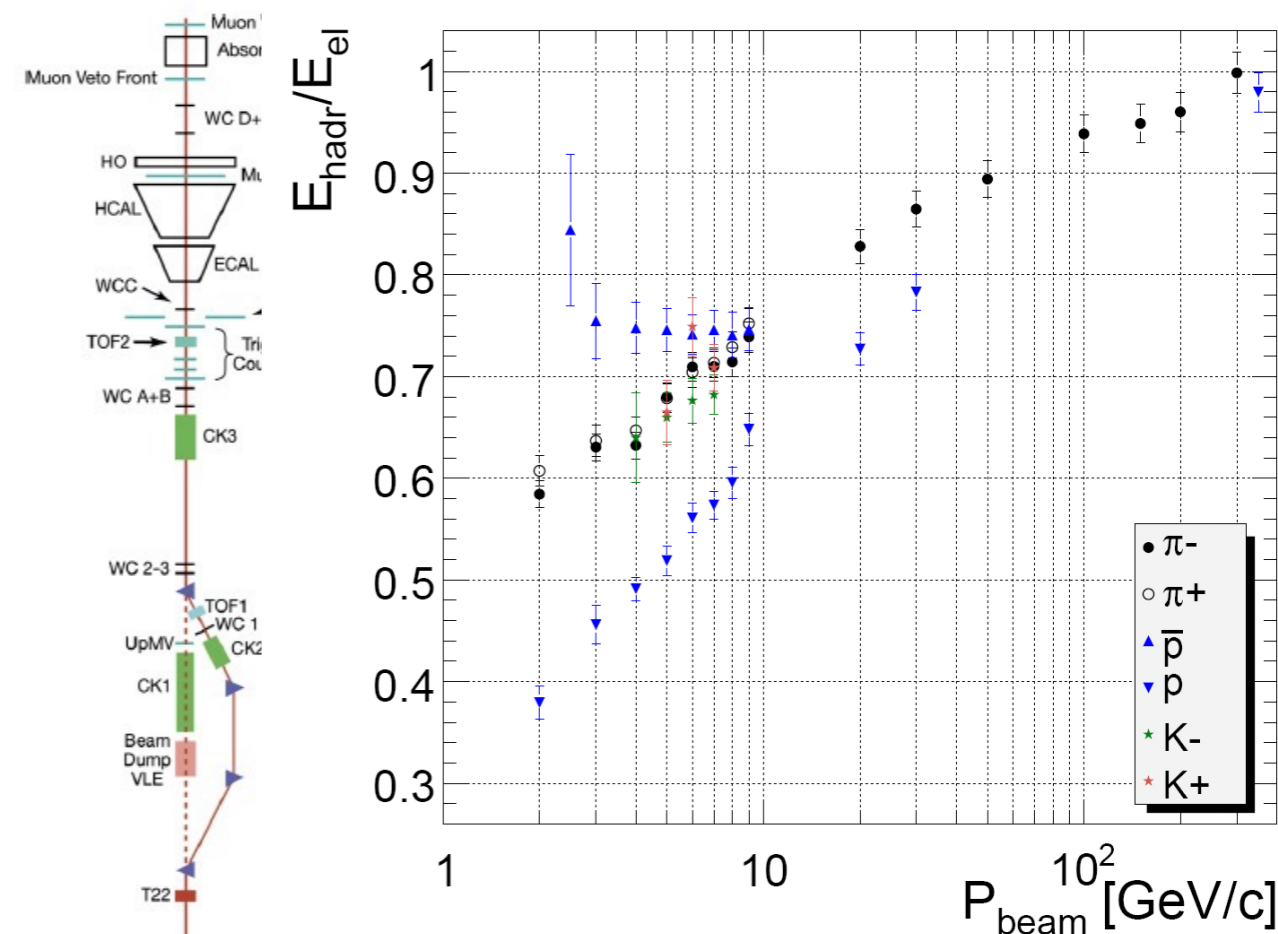 Muon
Absor
Muon Veto Front
WC D+
HO
Mu
HCAL
ECAL
WCC
TOF2
Tri
Cou
WC A+B
CK3
WC 2-3
TOF1
WC 1
UpMV
CK2
CK1
Beam
Dump
VLE
T22
E_hadr/E_el
1
0.9
0.8
0.7
0.6
0.5
0.4
0.3
π-
π+
p̅
p
K-
K+
1
10
10²
P_beam [GeV/c]